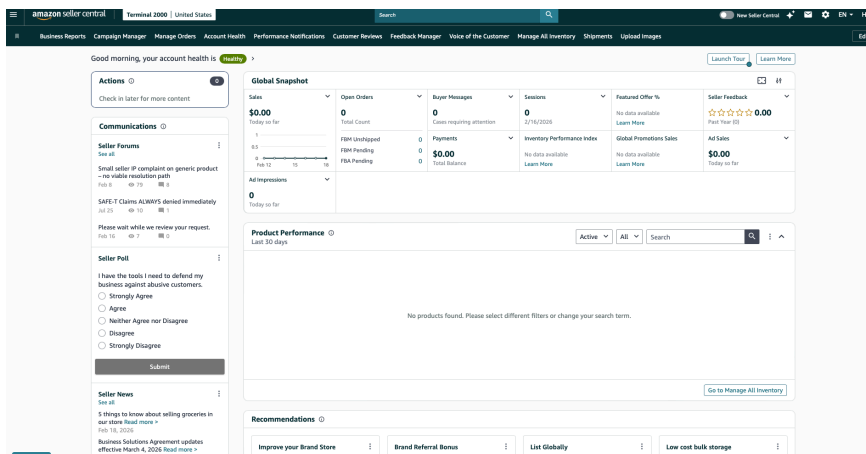 amazon seller central
Terminal 2000 | United States
Search
New Seller Central
EN
Business Reports Campaign Manager Manage Orders Account Health Performance Notifications Customer Reviews Feedback Manager Voice of the Customer Manage All Inventory Shipments Upload Images
Good morning, your account health is Healthy >
Launch Tour
Learn More
Actions
0
Check in later for more content
Communications
Seller Forums
See all
Small seller IP complaint on generic product
– no viable resolution path
Feb 8 79 8
SAFE-T Claims ALWAYS denied immediately
Jul 25 10 1
Please wait while we review your request.
Feb 16 7 0
Seller Poll
I have the tools I need to defend my
business against abusive customers.
Strongly Agree
Agree
Neither Agree nor Disagree
Disagree
Strongly Disagree
Submit
Seller News
See all
5 things to know about selling groceries in
our store Read more >
Feb 18, 2026
Business Solutions Agreement updates
effective March 4, 2026 Read more >
Global Snapshot
Sales
$0.00
Today so far
1
0.5
0
Feb 12 15 18
Open Orders
0
Total Count
FBM Unshipped 0
FBM Pending 0
FBA Pending 0
Buyer Messages
0
Cases requiring attention
Payments
$0.00
Total Balance
Sessions
0
2/16/2026
Inventory Performance Index
No data available
Learn More
Featured Offer %
No data available
Learn More
Global Promotions Sales
No data available
Learn More
Seller Feedback
0.00
Past Year (0)
Ad Sales
$0.00
Today so far
Ad Impressions
0
Today so far
Product Performance
Last 30 days
Active
All
Search
No products found. Please select different filters or change your search term.
Go to Manage All Inventory
Recommendations
Improve your Brand Store
Brand Referral Bonus
List Globally
Low cost bulk storage